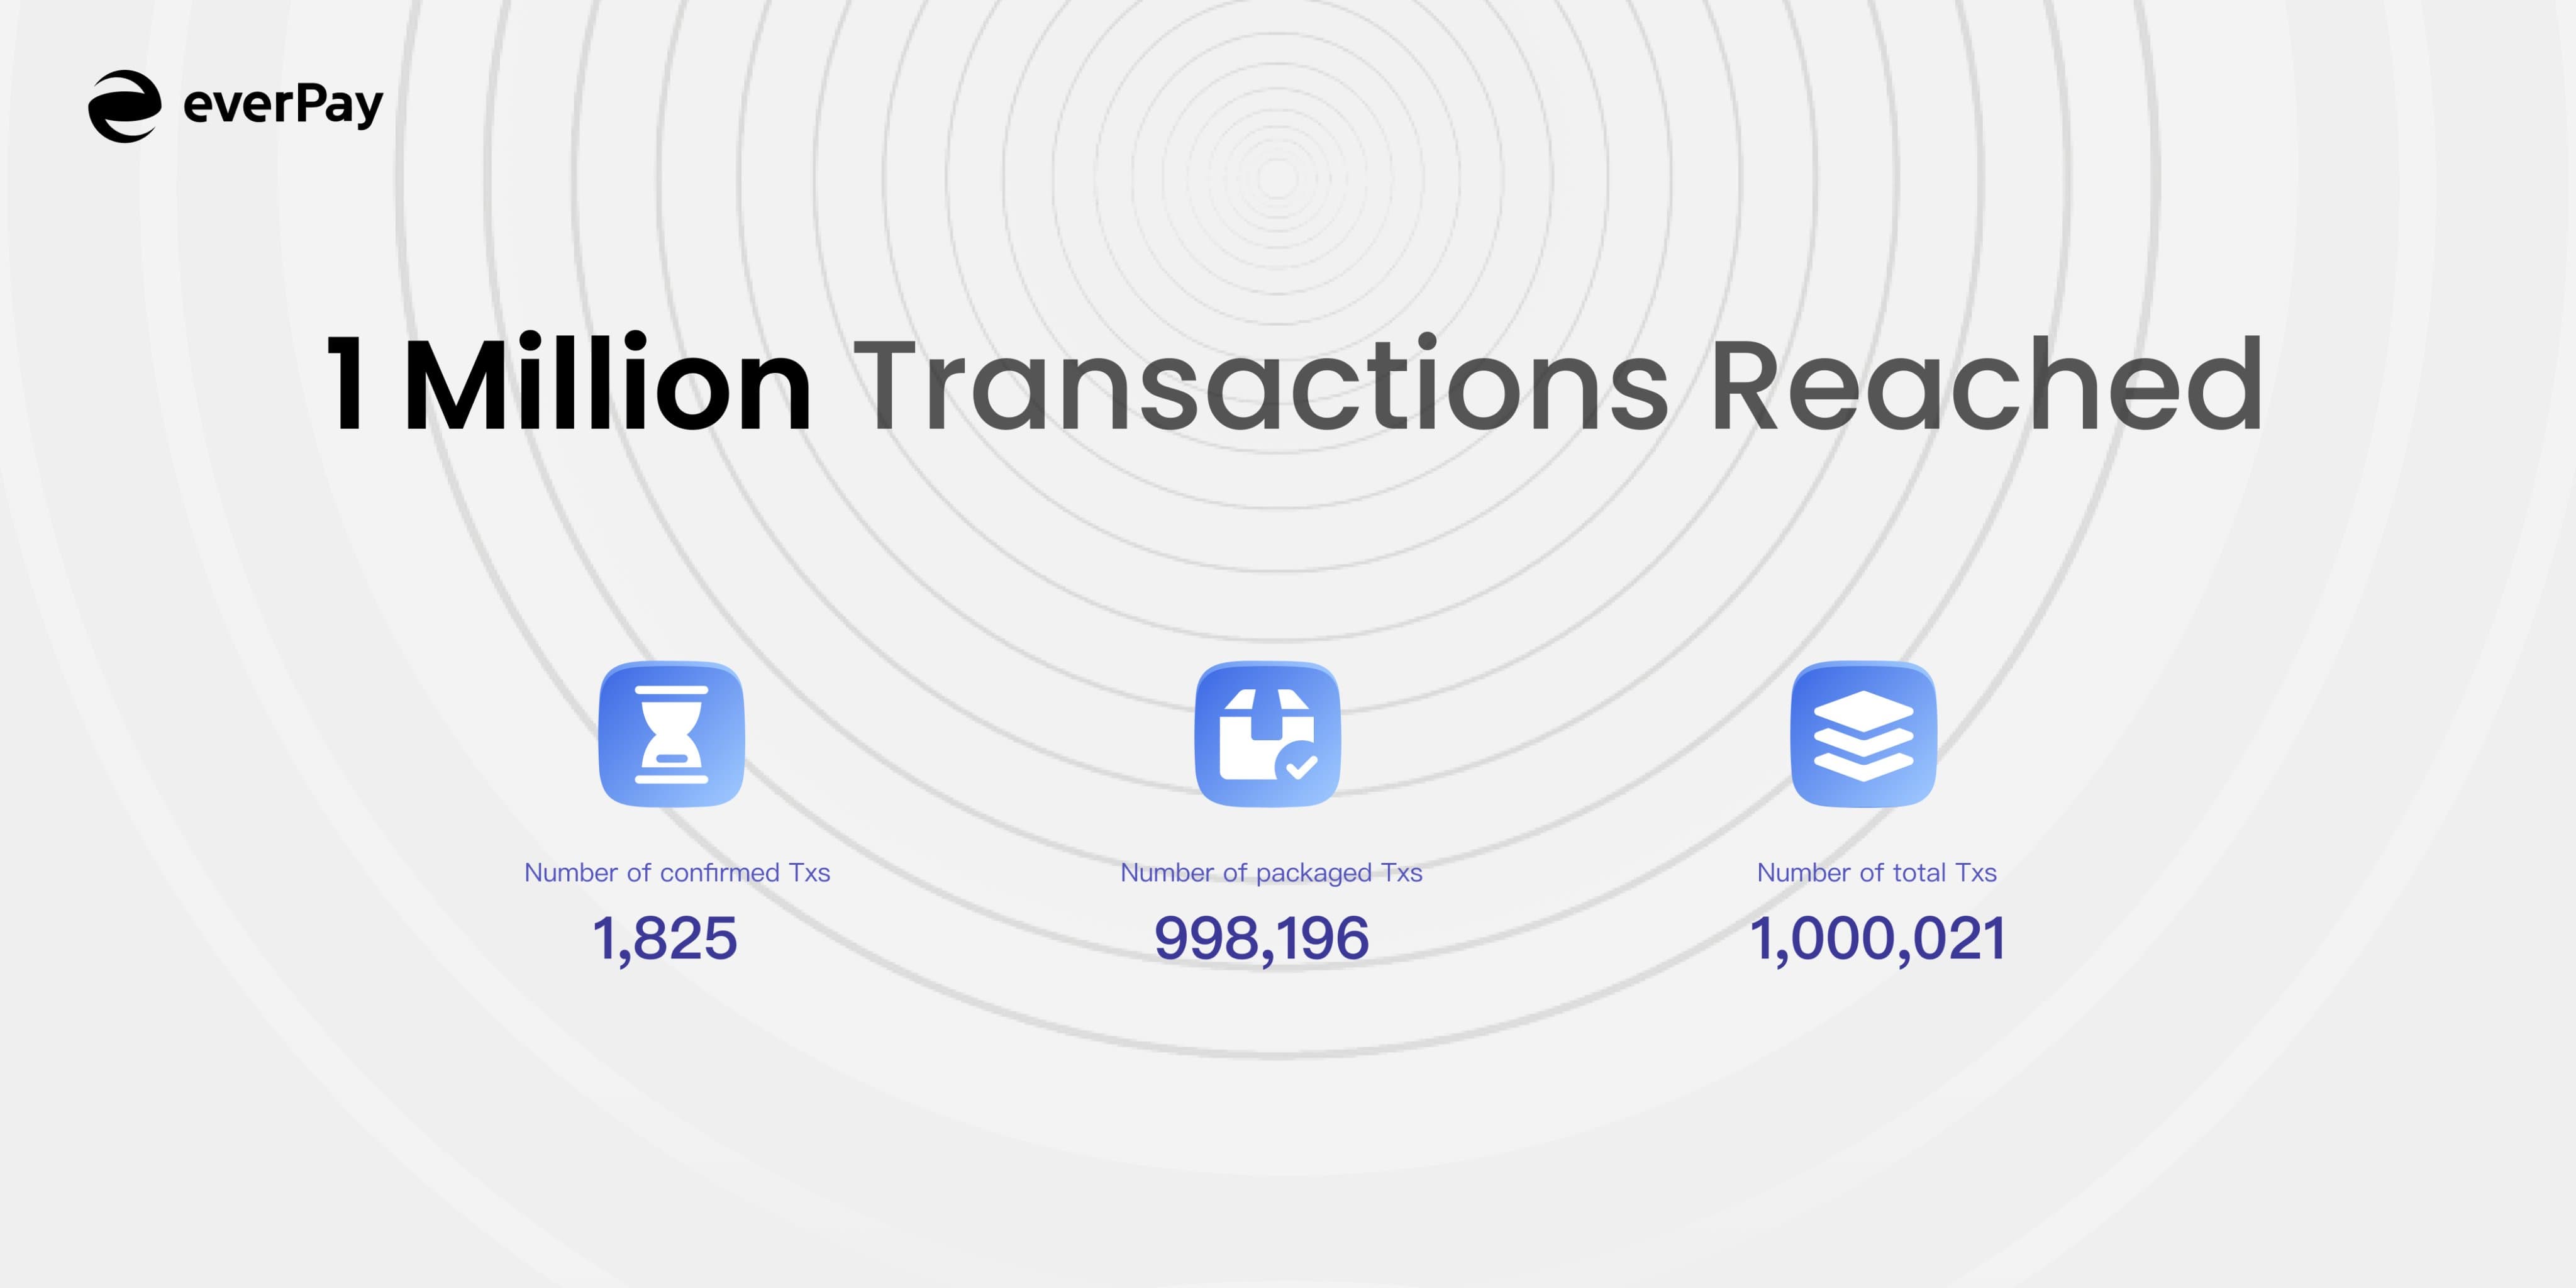 everPay
1 Million Transactions Reached
Number of confirmed Txs
1,825
Number of packaged Txs
998,196
Number of total Txs
1,000,021